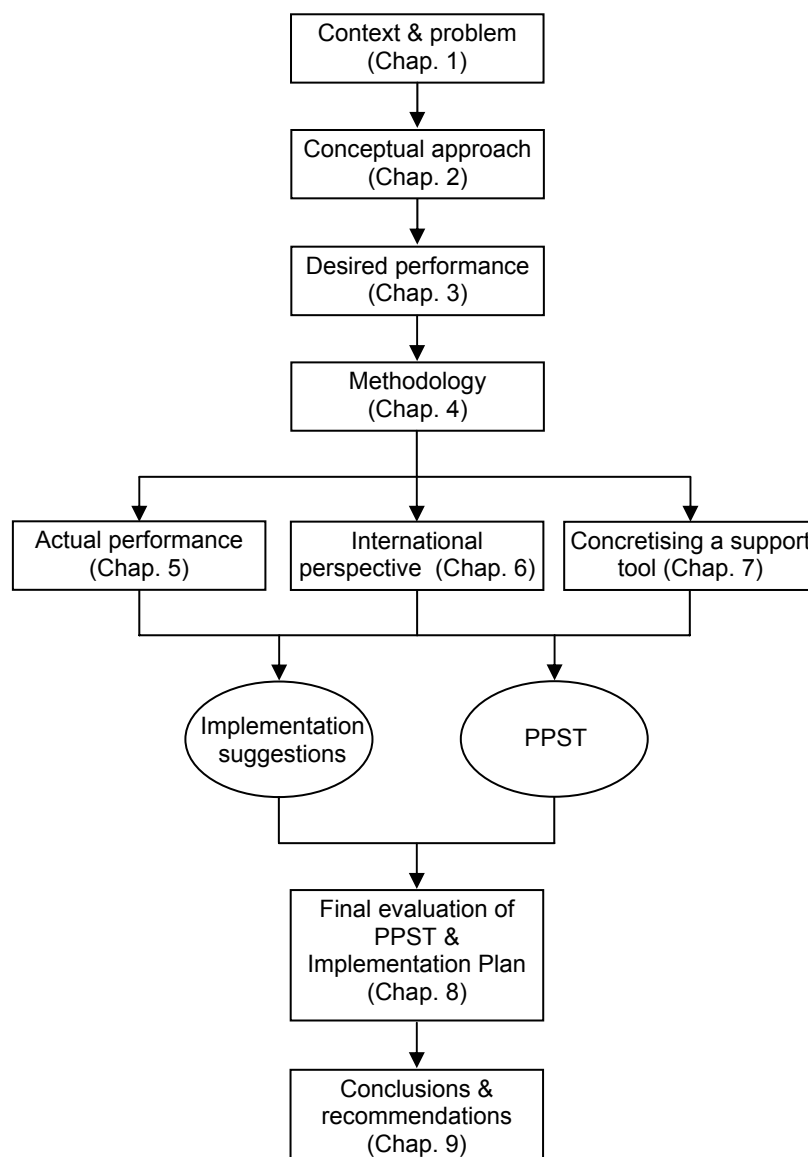 Context & problem
(Chap. 1)
Conceptual approach
(Chap. 2)
Desired performance
(Chap. 3)
Methodology
(Chap. 4)
Actual performance
(Chap. 5)
International
perspective (Chap. 6)
Concretising a support
tool (Chap. 7)
Implementation
suggestions
PPST
Final evaluation of
PPST &
Implementation Plan
(Chap. 8)
Conclusions &
recommendations
(Chap. 9)